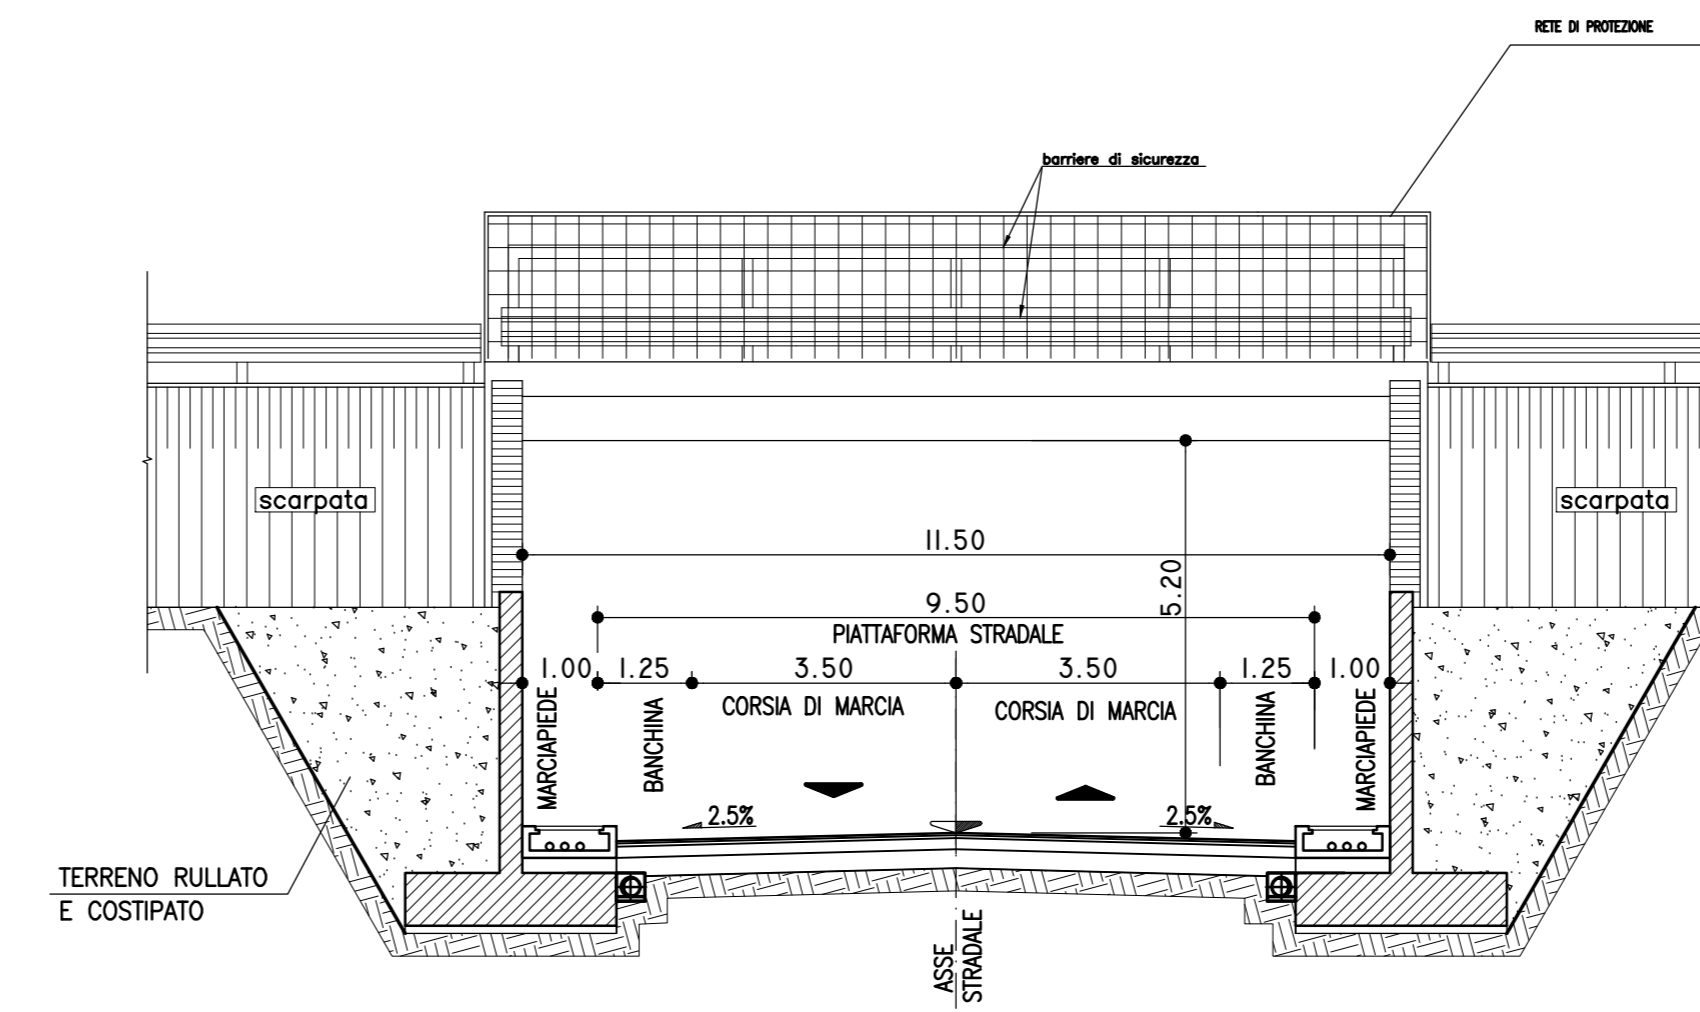 RETE DI PROTEZIONE
barriere di sicurezza
scarpata
scarpata
11.50
5.20
9.50
PIATTAFORMA STRADALE
1.00
1.25
3.50
3.50
1.25
1.00
MARCIAPIEDE
BANCHINA
CORSIA DI MARCIA
CORSIA DI MARCIA
BANCHINA
MARCIAPIEDE
2.5%
2.5%
TERRENO RULLATO
E COSTIPATO
ASSE
STRADALE